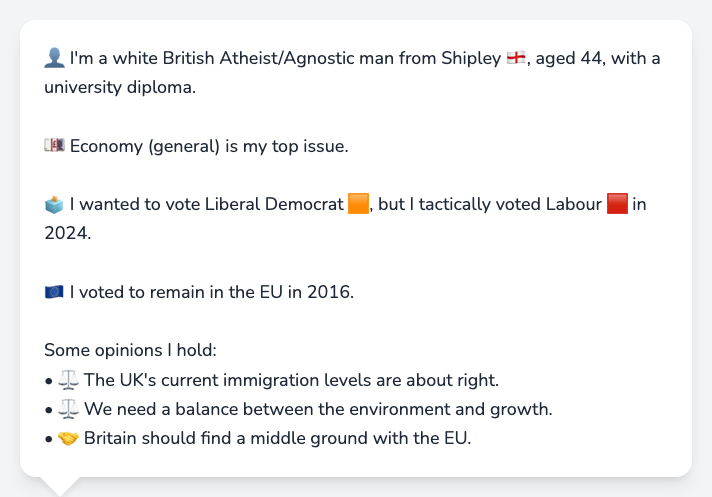 👤 I'm a white British Atheist/Agnostic man from Shipley 🏴󠁧󠁢󠁥󠁮󠁧󠁿, aged 44, with a
university diploma.
💷 Economy (general) is my top issue.
🗳️ I wanted to vote Liberal Democrat 🟧, but I tactically voted Labour 🟥 in
2024.
🇪🇺 I voted to remain in the EU in 2016.
Some opinions I hold:
• ⚖️ The UK's current immigration levels are about right.
• ⚖️ We need a balance between the environment and growth.
• 🤝 Britain should find a middle ground with the EU.